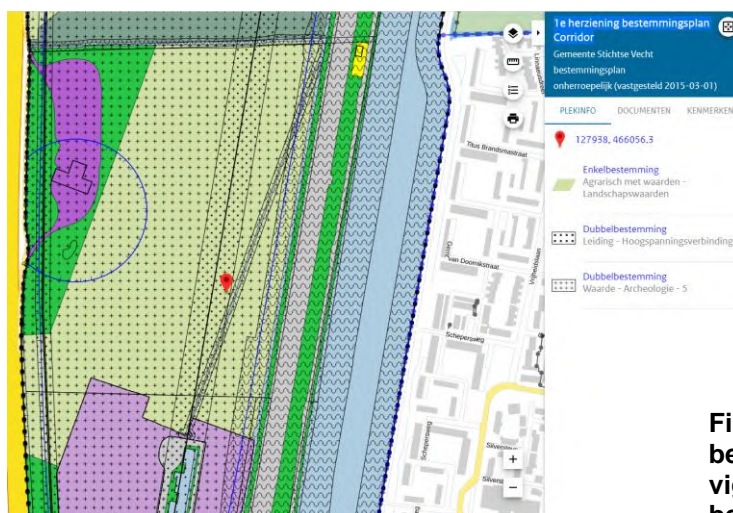 1e herziening bestemmingsplan
Corridor
Gemeente Stichtse Vecht
bestemmingsplan
onherroepelijk (vastgesteld 2015-03-01)
PLEKINFO DOCUMENTEN KENMERKEN
127938, 466056.3
Enkelbestemming
Agrarisch met waarden -
Landschapswaarden
Dubbelbestemming
Leiding - Hoogspanningsverbinding
Dubbelbestemming
Waarde - Archeologie - 5
Titus Brandsmastraat
van Doornikstraat
Schepersweg
Schepersweg
Fi
be
vig
be